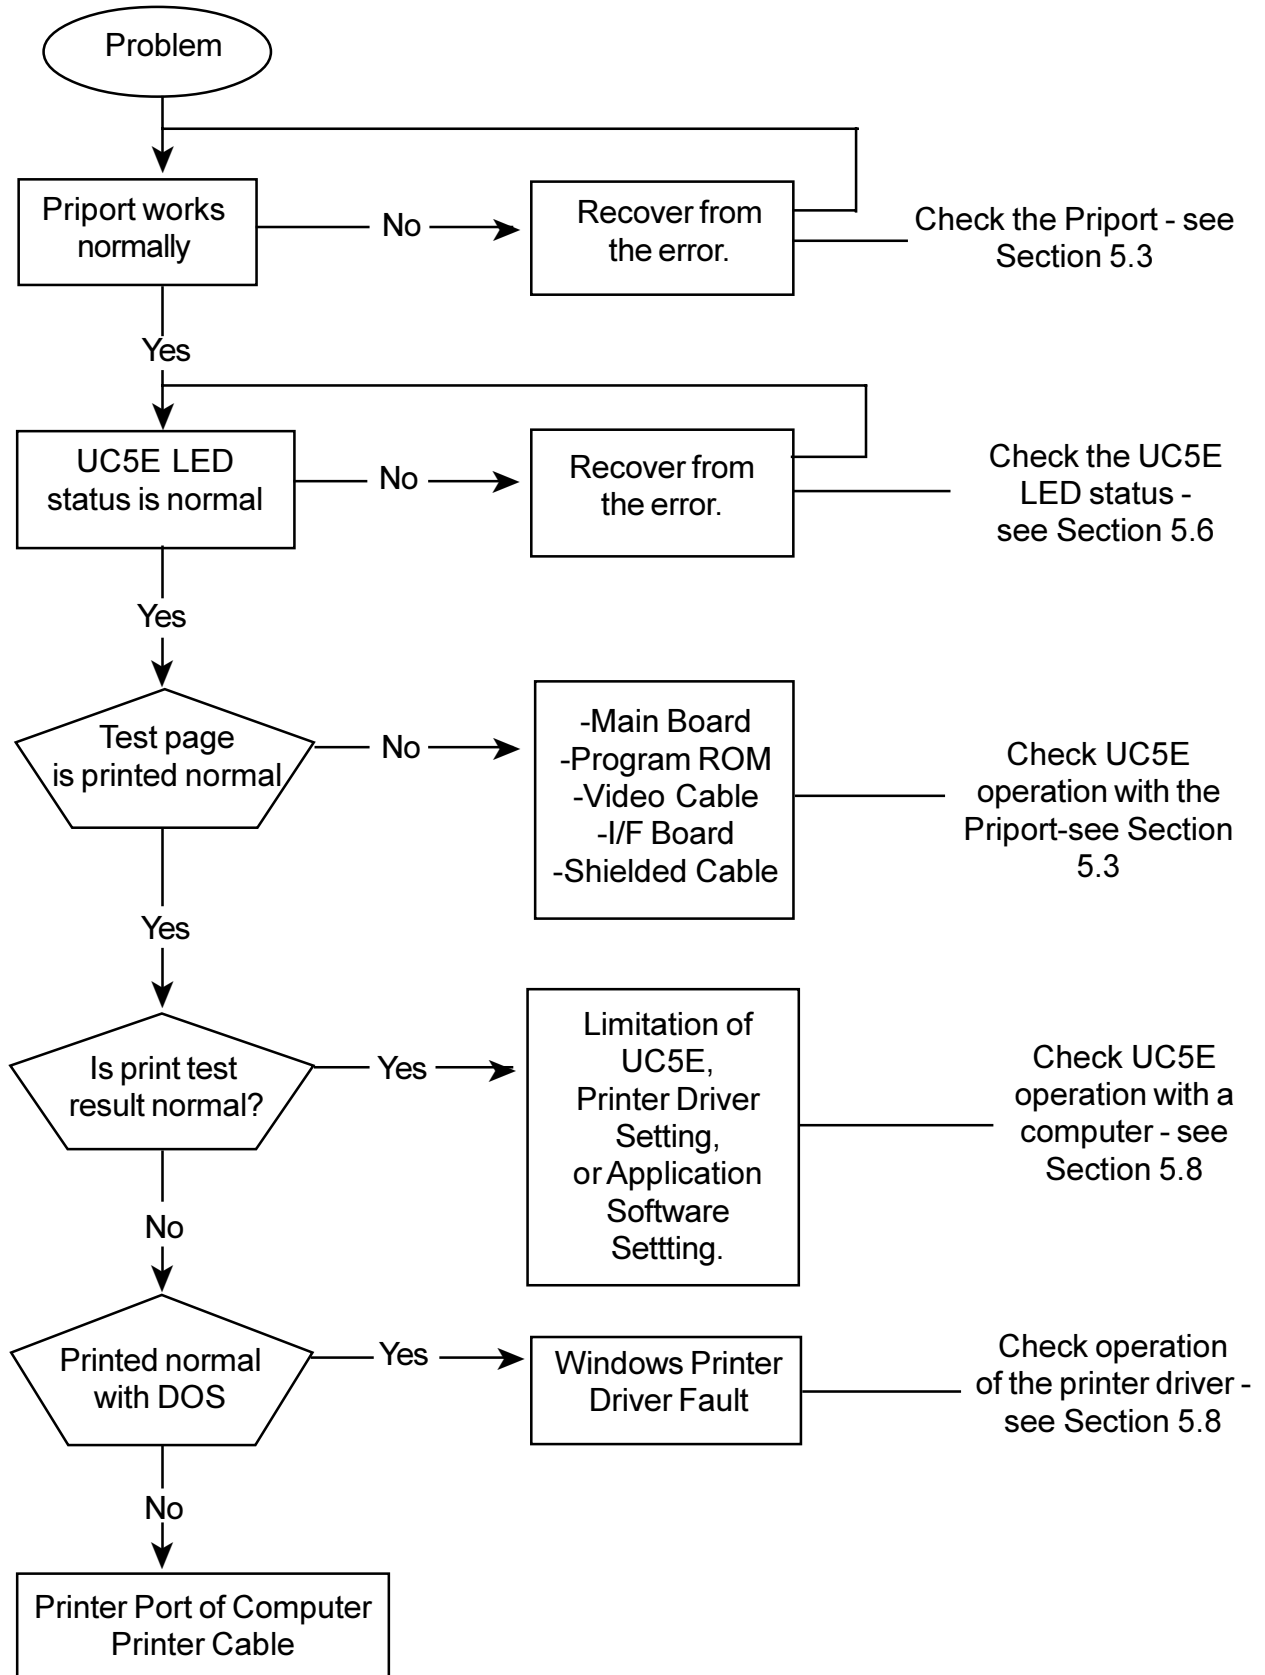 Problem
Priport works
normally
No
Recover from
the error.
Check the Priport - see
Section 5.3
Yes
UC5E LED
status is normal
No
Recover from
the error.
Check the UC5E
LED status -
see Section 5.6
Yes
Test page
is printed normal
No
-Main Board
-Program ROM
-Video Cable
-I/F Board
-Shielded Cable
Check UC5E
operation with the
Priport-see Section
5.3
Yes
Is print test
result normal?
Yes
Limitation of
UC5E,
Printer Driver
Setting,
or Application
Software
Settting.
Check UC5E
operation with a
computer - see
Section 5.8
No
Printed normal
with DOS
Yes
Windows Printer
Driver Fault
Check operation
of the printer driver -
see Section 5.8
No
Printer Port of Computer
Printer Cable